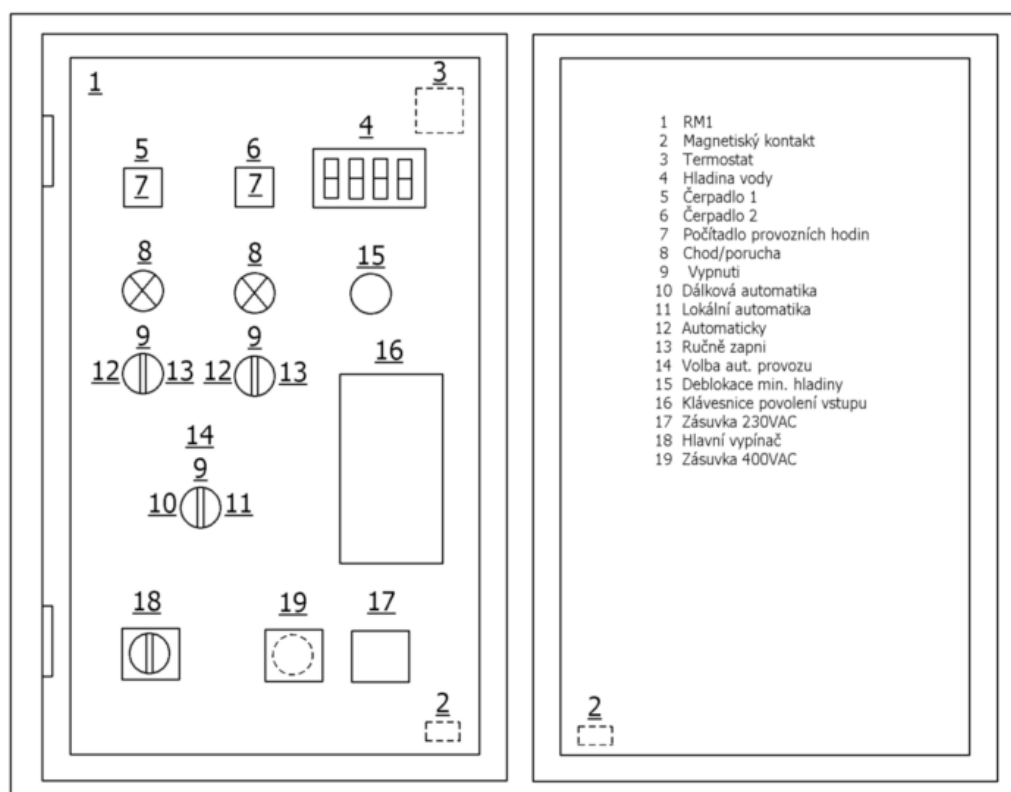 1
3
4
5 6
7 7
8 8 15
9 9 16
12 13 12 13
14
9
10 11
18 19 17
2
2
1 RM1
2 Magnetiský kontakt
3 Termostat
4 Hladina vody
5 Čerpadlo 1
6 Čerpadlo 2
7 Počítadlo provozních hodin
8 Chod/porucha
9 Vypnuti
10 Dálková automatika
11 Lokální automatika
12 Automaticky
13 Ručně zapni
14 Volba aut. provozu
15 Deblokace min. hladiny
16 Klávesnice povolení vstupu
17 Zásuvka 230VAC
18 Hlavní vypínač
19 Zásuvka 400VAC